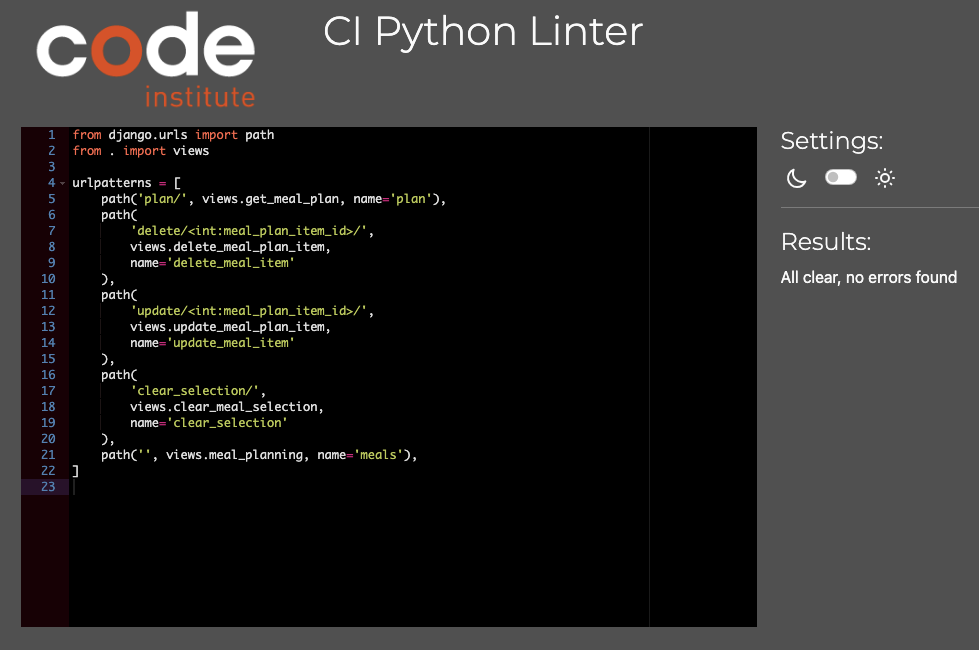 code
institute
CI Python Linter
1 from django.urls import path
2 from . import views
3
4 urlpatterns = [
5     path('plan/', views.get_meal_plan, name='plan'),
6     path(
7         'delete/<int:meal_plan_item_id>/',
8         views.delete_meal_plan_item,
9         name='delete_meal_item'
10     ),
11     path(
12         'update/<int:meal_plan_item_id>/',
13         views.update_meal_plan_item,
14         name='update_meal_item'
15     ),
16     path(
17         'clear_selection/',
18         views.clear_meal_selection,
19         name='clear_selection'
20     ),
21     path('', views.meal_planning, name='meals'),
22 ]
23
Settings:
Results:
All clear, no errors found